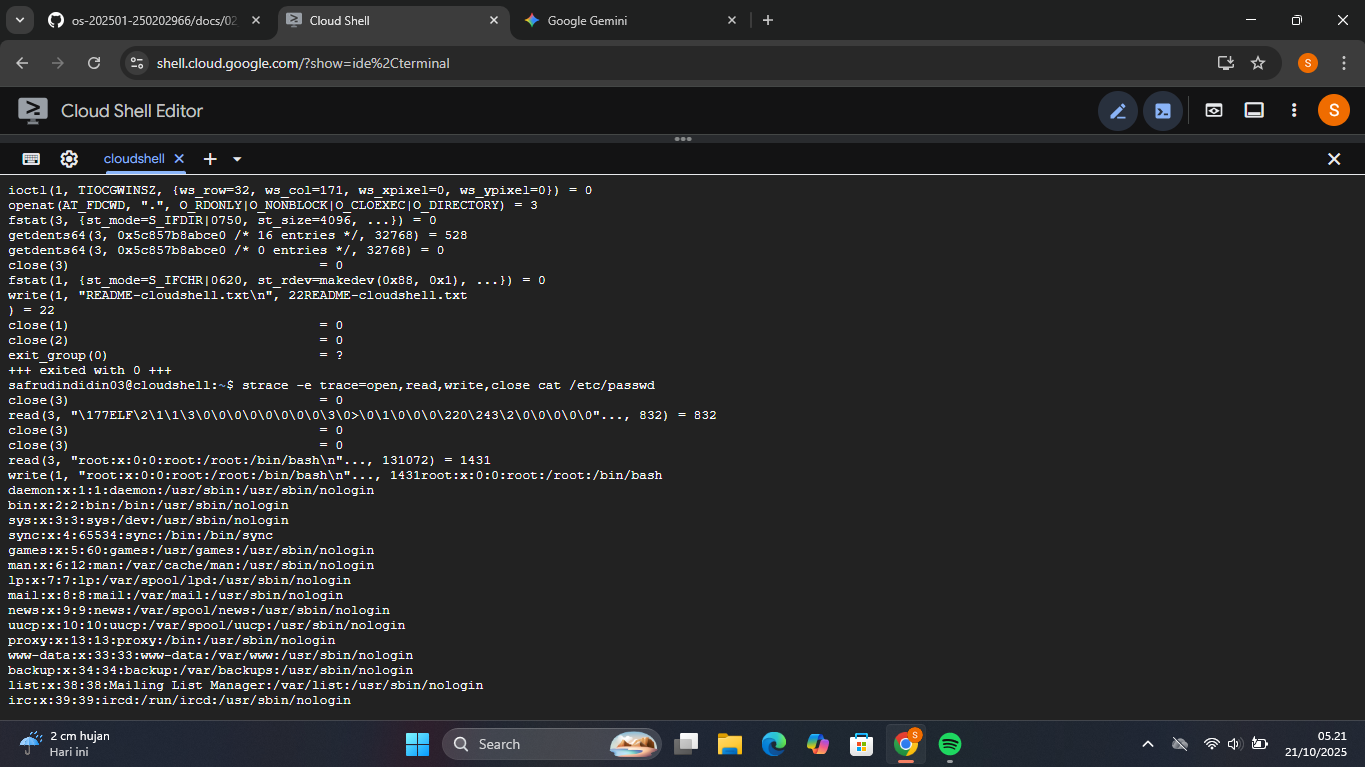 os-202501-250202966/docs/02
Cloud Shell
Google Gemini
shell.cloud.google.com/?show=ide%2Cterminal
S
Cloud Shell Editor
S
cloudshell
ioctl(1, TIOCGWINSZ, {ws_row=32, ws_col=171, ws_xpixel=0, ws_ypixel=0}) = 0
openat(AT_FDCWD, ".", O_RDONLY|O_NONBLOCK|O_CLOEXEC|O_DIRECTORY) = 3
fstat(3, {st_mode=S_IFDIR|0750, st_size=4096, ...}) = 0
getdents64(3, 0x5c857b8abce0 /* 16 entries */, 32768) = 528
getdents64(3, 0x5c857b8abce0 /* 0 entries */, 32768) = 0
close(3)                                = 0
fstat(1, {st_mode=S_IFCHR|0620, st_rdev=makedev(0x88, 0x1), ...}) = 0
write(1, "README-cloudshell.txt\n", 22README-cloudshell.txt
) = 22
close(1)                                = 0
close(2)                                = 0
exit_group(0)                           = ?
+++ exited with 0 +++
safrudindidin03@cloudshell:~$ strace -e trace=open,read,write,close cat /etc/passwd
close(3)                                = 0
read(3, "\177ELF\2\1\1\3\0\0\0\0\0\0\0\0\3\0>\0\1\0\0\0\220\243\2\0\0\0\0\0"..., 832) = 832
close(3)                                = 0
close(3)                                = 0
read(3, "root:x:0:0:root:/root:/bin/bash\n"..., 131072) = 1431
write(1, "root:x:0:0:root:/root:/bin/bash\n"..., 1431root:x:0:0:root:/root:/bin/bash
daemon:x:1:1:daemon:/usr/sbin:/usr/sbin/nologin
bin:x:2:2:bin:/bin:/usr/sbin/nologin
sys:x:3:3:sys:/dev:/usr/sbin/nologin
sync:x:4:65534:sync:/bin:/bin/sync
games:x:5:60:games:/usr/games:/usr/sbin/nologin
man:x:6:12:man:/var/cache/man:/usr/sbin/nologin
lp:x:7:7:lp:/var/spool/lpd:/usr/sbin/nologin
mail:x:8:8:mail:/var/mail:/usr/sbin/nologin
news:x:9:9:news:/var/spool/news:/usr/sbin/nologin
uucp:x:10:10:uucp:/var/spool/uucp:/usr/sbin/nologin
proxy:x:13:13:proxy:/bin:/usr/sbin/nologin
www-data:x:33:33:www-data:/var/www:/usr/sbin/nologin
backup:x:34:34:backup:/var/backups:/usr/sbin/nologin
list:x:38:38:Mailing List Manager:/var/list:/usr/sbin/nologin
irc:x:39:39:ircd:/run/ircd:/usr/sbin/nologin
2 cm hujan
Hari ini
Search
S
05.21
21/10/2025